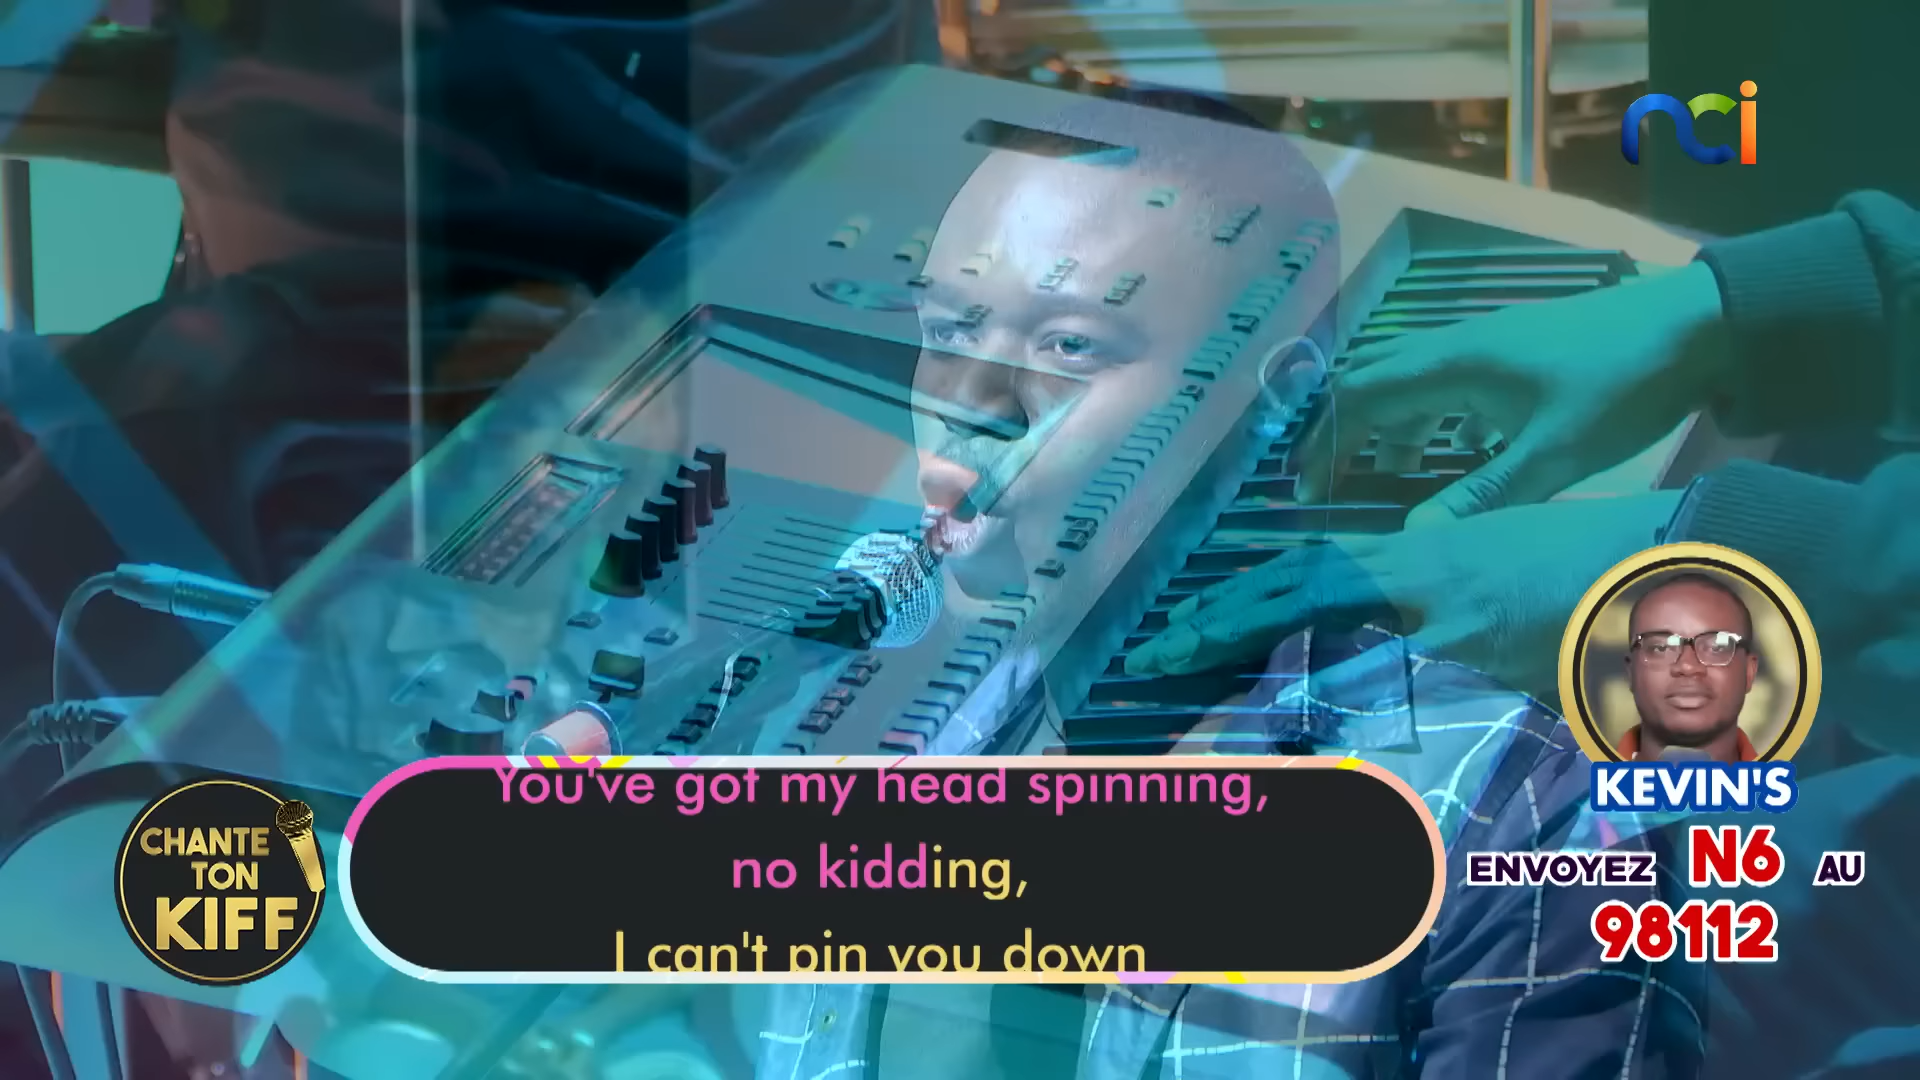 nci
You've got my head spinning,
no kidding,
I can't pin you down
CHANTE
TON
KIFF
KEVIN'S
ENVOYEZ N6 AU
98112